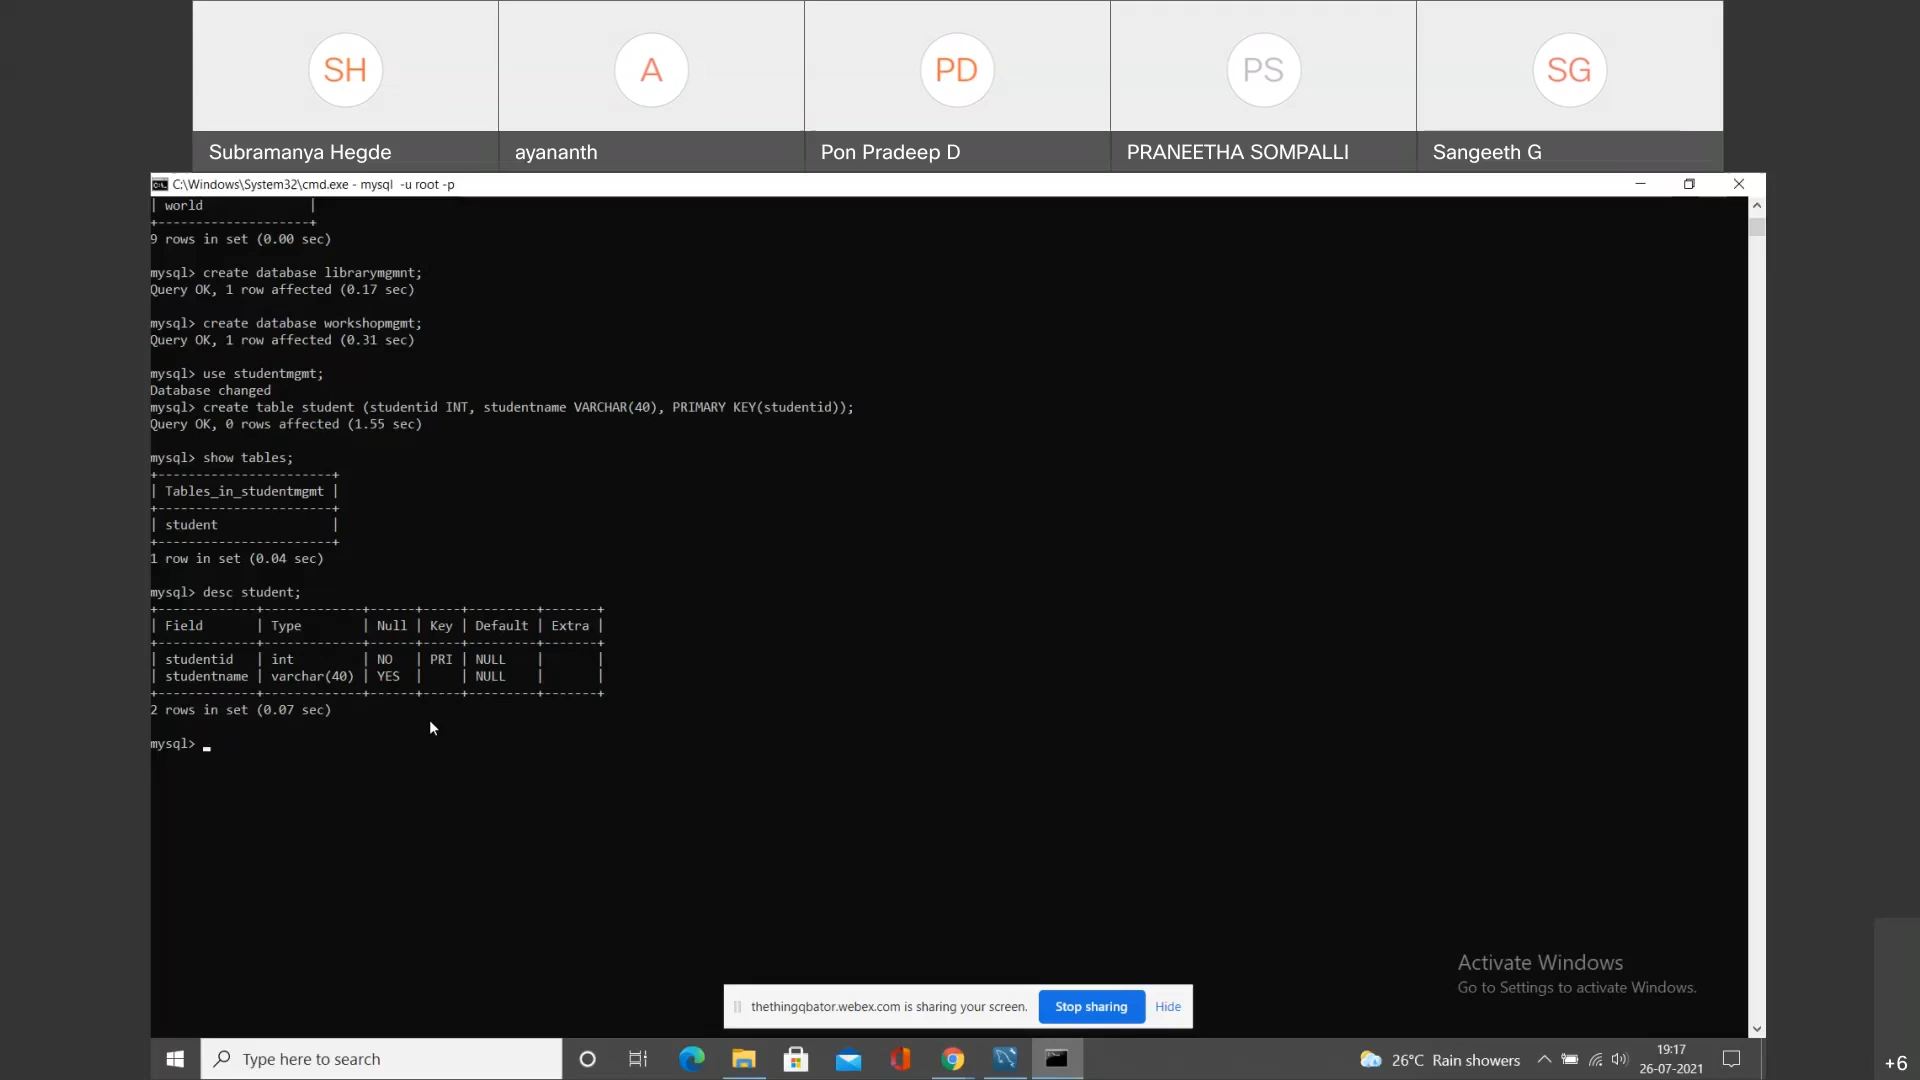 SH
A
PD
PS
SG
Subramanya Hegde
ayananth
Pon Pradeep D
PRANEETHA SOMPALLI
Sangeeth G
C:\Windows\System32\cmd.exe - mysql  -u root -p
| world              |
+--------------------+
9 rows in set (0.00 sec)
mysql> create database librarymgmnt;
Query OK, 1 row affected (0.17 sec)
mysql> create database workshopmgmt;
Query OK, 1 row affected (0.31 sec)
mysql> use studentmgmt;
Database changed
mysql> create table student (studentid INT, studentname VARCHAR(40), PRIMARY KEY(studentid));
Query OK, 0 rows affected (1.55 sec)
mysql> show tables;
+-----------------------+
| Tables_in_studentmgmt |
+-----------------------+
| student               |
+-----------------------+
1 row in set (0.04 sec)
mysql> desc student;
+-------------+-------------+------+-----+---------+-------+
| Field       | Type        | Null | Key | Default | Extra |
+-------------+-------------+------+-----+---------+-------+
| studentid   | int         | NO   | PRI | NULL    |       |
| studentname | varchar(40) | YES  |     | NULL    |       |
+-------------+-------------+------+-----+---------+-------+
2 rows in set (0.07 sec)
mysql> _
Activate Windows
Go to Settings to activate Windows.
thethingqbator.webex.com is sharing your screen.
Stop sharing
Hide
Type here to search
26°C Rain showers
19:17
26-07-2021
+6